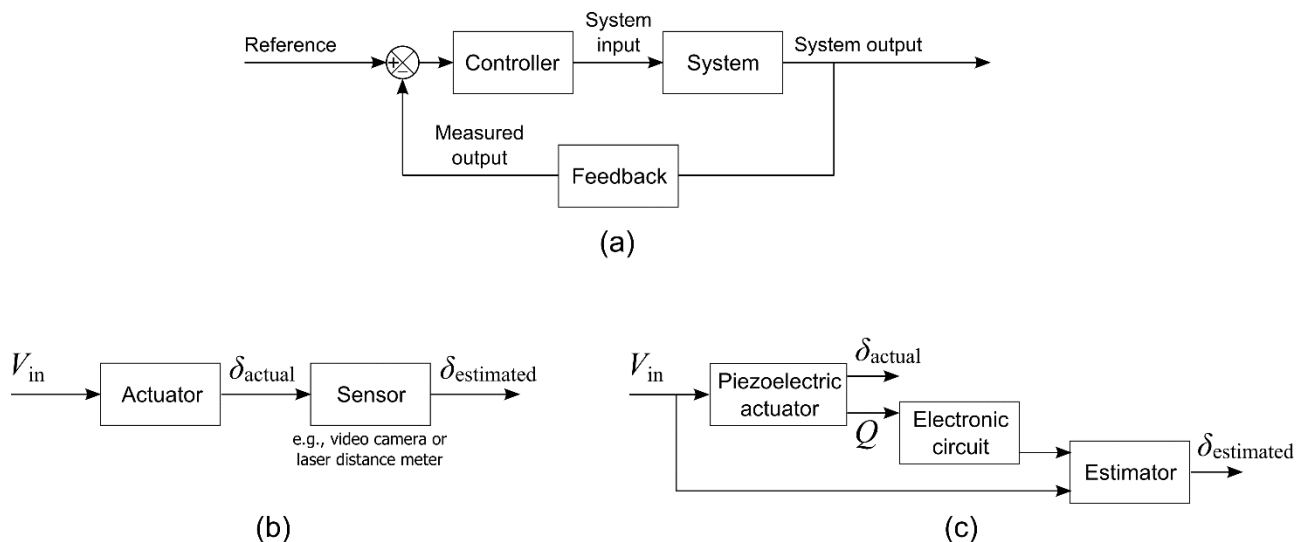 Reference
+
−
Controller
System
input
System
System output
Measured
output
Feedback
(a)
V_in
Actuator
δ_actual
Sensor
δ_estimated
e.g., video camera or
laser distance meter
(b)
V_in
Piezoelectric
actuator
δ_actual
Q
Electronic
circuit
Estimator
δ_estimated
(c)